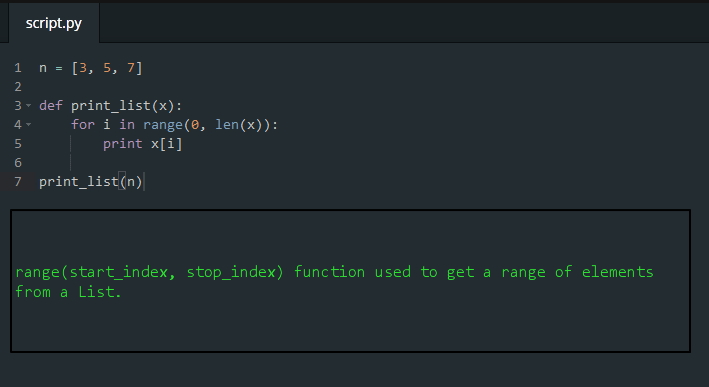 script.py
1 n = [3, 5, 7]
2
3 def print_list(x):
4     for i in range(0, len(x)):
5         print x[i]
6
7 print_list(n)
range(start_index, stop_index) function used to get a range of elements
from a List.